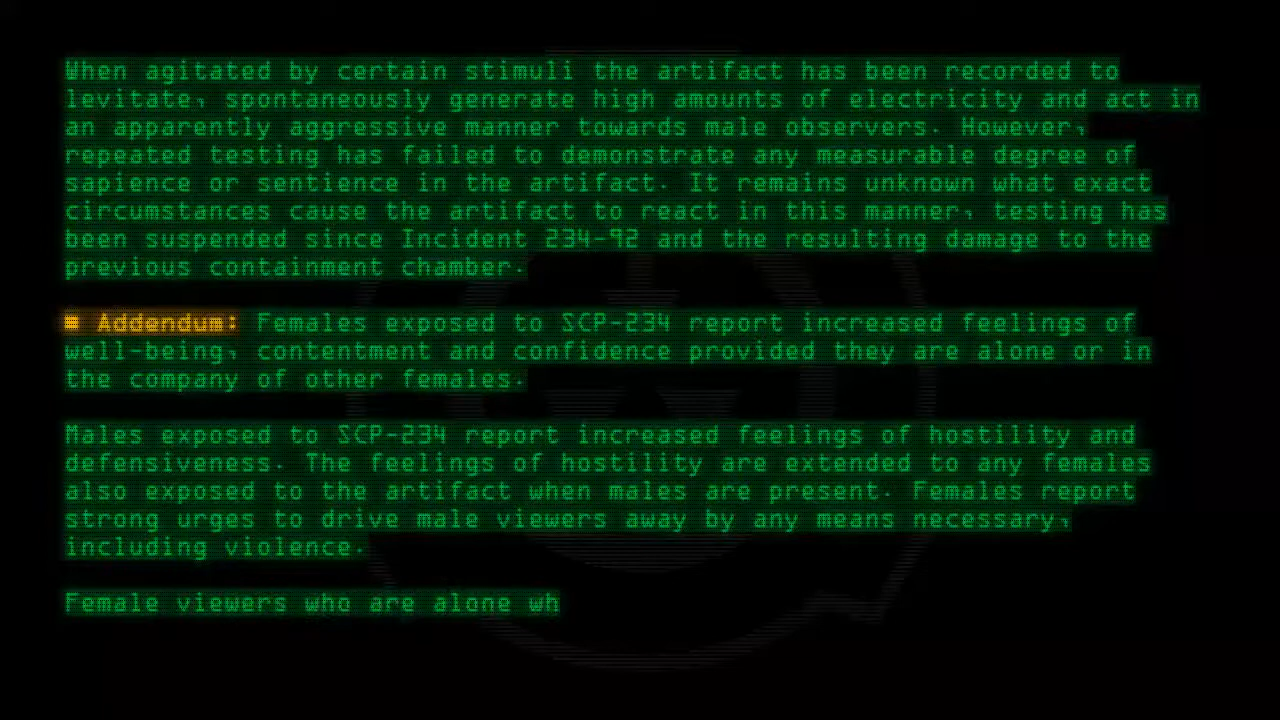 When agitated by certain stimuli the artifact has been recorded to
levitate, spontaneously generate high amounts of electricity and act in
an apparently aggressive manner towards male observers. However,
repeated testing has failed to demonstrate any measurable degree of
sapience or sentience in the artifact. It remains unknown what exact
circumstances cause the artifact to react in this manner, testing has
been suspended since Incident 234-92 and the resulting damage to the
previous containment chamber.
■ Addendum: Females exposed to SCP-234 report increased feelings of
well-being, contentment and confidence provided they are alone or in
the company of other females.
Males exposed to SCP-234 report increased feelings of hostility and
defensiveness. The feelings of hostility are extended to any females
also exposed to the artifact when males are present. Females report
strong urges to drive male viewers away by any means necessary,
including violence.
Female viewers who are alone wh